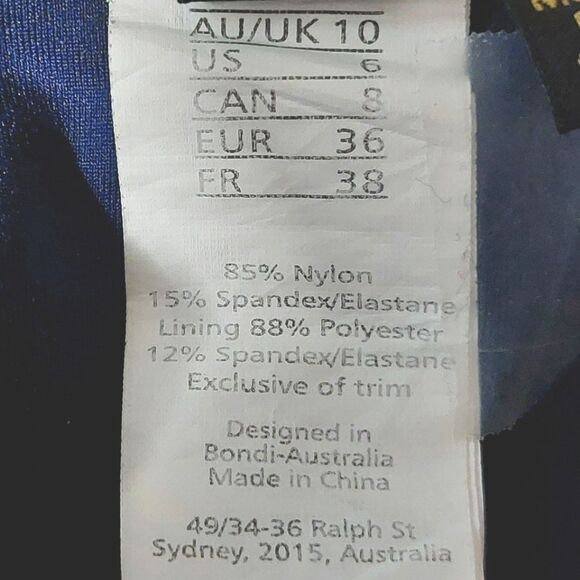 AU/UK 10
US 6
CAN 8
EUR 36
FR 38
85% Nylon
15% Spandex/Elastane
Lining 88% Polyester
12% Spandex/Elastane
Exclusive of trim
Designed in
Bondi-Australia
Made in China
49/34-36 Ralph St
Sydney, 2015, Australia